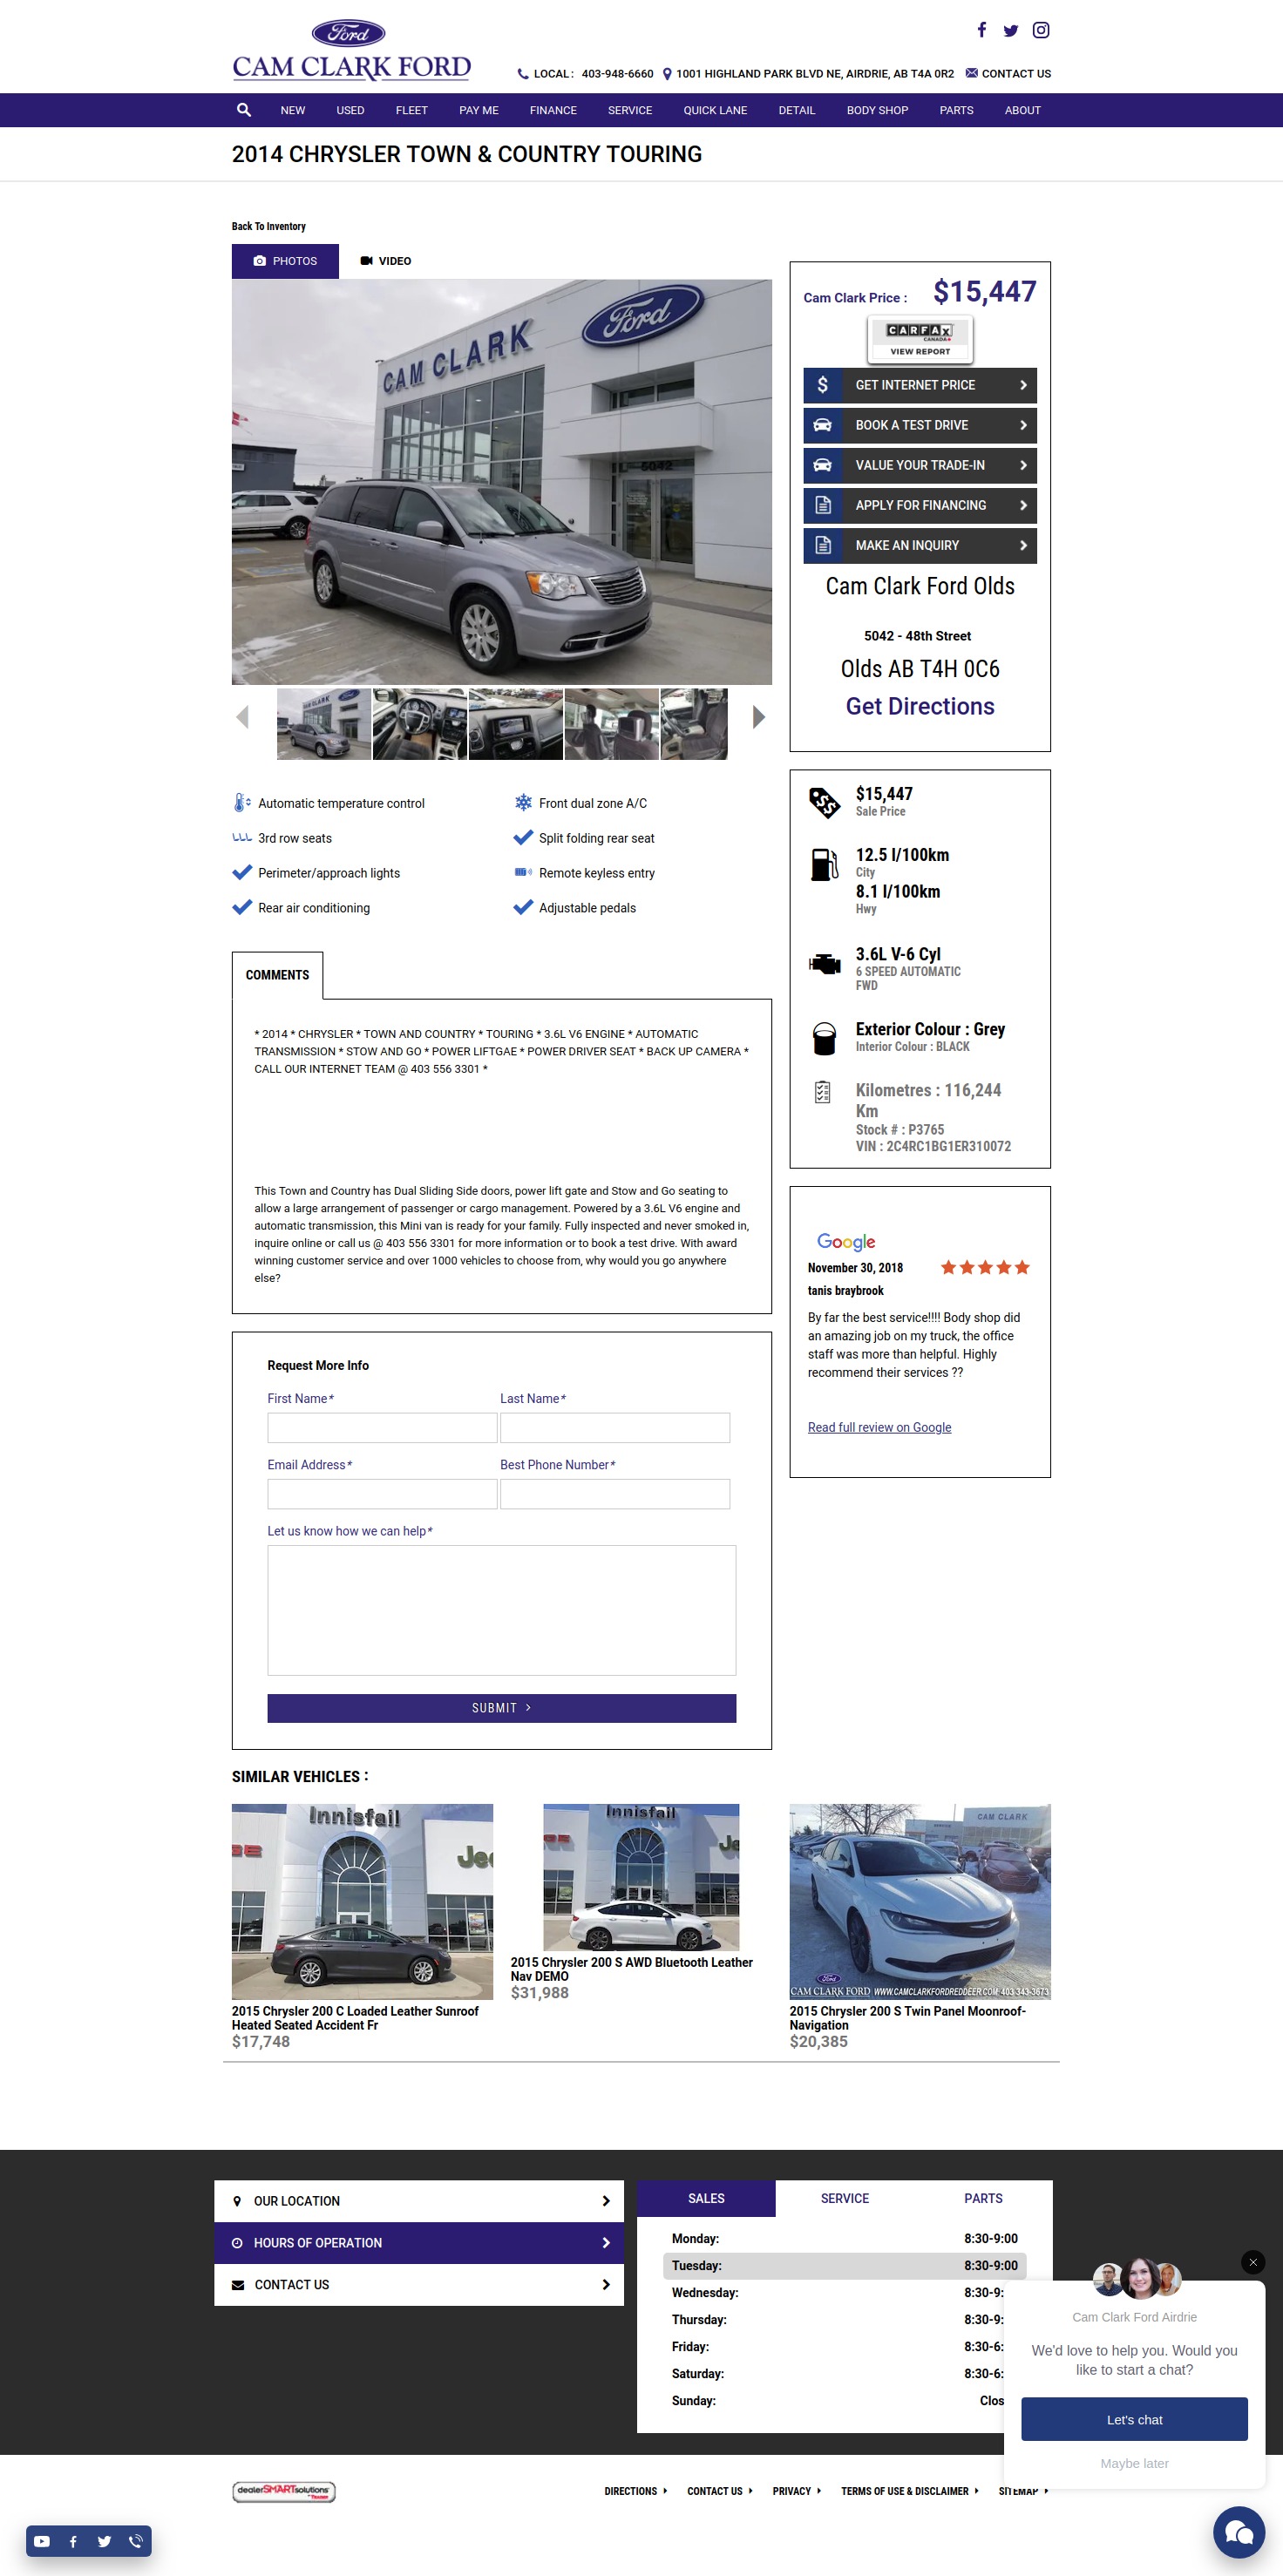 Ford
CAM CLARK FORD
LOCAL : 403-948-6660 1001 HIGHLAND PARK BLVD NE, AIRDRIE, AB T4A 0R2 CONTACT US
NEW USED FLEET PAY ME FINANCE SERVICE QUICK LANE DETAIL BODY SHOP PARTS ABOUT
2014 CHRYSLER TOWN & COUNTRY TOURING
Back To Inventory
PHOTOS VIDEO
CAM CLARK
Ford
5042
Cam Clark Price : $15,447
CARFAX
CANADA
VIEW REPORT
GET INTERNET PRICE
BOOK A TEST DRIVE
VALUE YOUR TRADE-IN
APPLY FOR FINANCING
MAKE AN INQUIRY
Cam Clark Ford Olds
5042 - 48th Street
Olds AB T4H 0C6
Get Directions
Automatic temperature control
Front dual zone A/C
3rd row seats
Split folding rear seat
Perimeter/approach lights
Remote keyless entry
Rear air conditioning
Adjustable pedals
$15,447
Sale Price
12.5 l/100km
City
8.1 l/100km
Hwy
3.6L V-6 Cyl
6 SPEED AUTOMATIC
FWD
Exterior Colour : Grey
Interior Colour : BLACK
Kilometres : 116,244
Km
Stock # : P3765
VIN : 2C4RC1BG1ER310072
COMMENTS
* 2014 * CHRYSLER * TOWN AND COUNTRY * TOURING * 3.6L V6 ENGINE * AUTOMATIC
TRANSMISSION * STOW AND GO * POWER LIFTGAE * POWER DRIVER SEAT * BACK UP CAMERA *
CALL OUR INTERNET TEAM @ 403 556 3301 *
This Town and Country has Dual Sliding Side doors, power lift gate and Stow and Go seating to
allow a large arrangement of passenger or cargo management. Powered by a 3.6L V6 engine and
automatic transmission, this Mini van is ready for your family. Fully inspected and never smoked in,
inquire online or call us @ 403 556 3301 for more information or to book a test drive. With award
winning customer service and over 1000 vehicles to choose from, why would you go anywhere
else?
Google
November 30, 2018
tanis braybrook
By far the best service!!!! Body shop did
an amazing job on my truck, the office
staff was more than helpful. Highly
recommend their services ??
Read full review on Google
Request More Info
First Name* Last Name*
Email Address* Best Phone Number*
Let us know how we can help*
SUBMIT
SIMILAR VEHICLES :
Innisfail
Je
2015 Chrysler 200 C Loaded Leather Sunroof
Heated Seated Accident Fr
$17,748
Innisfail
Je
2015 Chrysler 200 S AWD Bluetooth Leather
Nav DEMO
$31,988
CAM CLARK
Ford
CAM CLARK FORD WWW.CAMCLARKFORDREDDEER.COM 403-343-3673
2015 Chrysler 200 S Twin Panel Moonroof-
Navigation
$20,385
OUR LOCATION
HOURS OF OPERATION
CONTACT US
SALES SERVICE PARTS
Monday: 8:30-9:00
Tuesday: 8:30-9:00
Wednesday: 8:30-9:
Thursday: 8:30-9:
Friday: 8:30-6:
Saturday: 8:30-6:
Sunday: Clos
Cam Clark Ford Airdrie
We'd love to help you. Would you
like to start a chat?
Let's chat
Maybe later
dealerSMARTsolutions
DIRECTIONS CONTACT US PRIVACY TERMS OF USE & DISCLAIMER SITEMAP